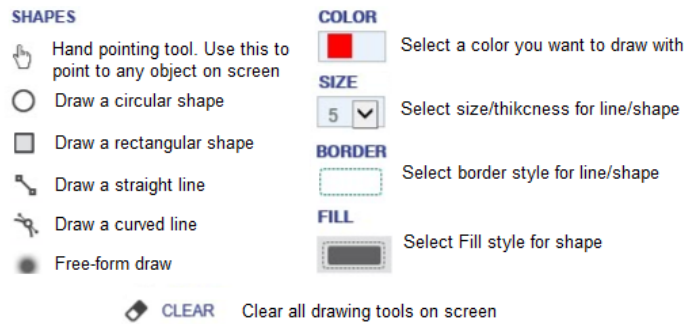 SHAPES
Hand pointing tool. Use this to
point to any object on screen
Draw a circular shape
Draw a rectangular shape
Draw a straight line
Draw a curved line
Free-form draw
COLOR
Select a color you want to draw with
SIZE
5
Select size/thikcness for line/shape
BORDER
Select border style for line/shape
FILL
Select Fill style for shape
CLEAR Clear all drawing tools on screen